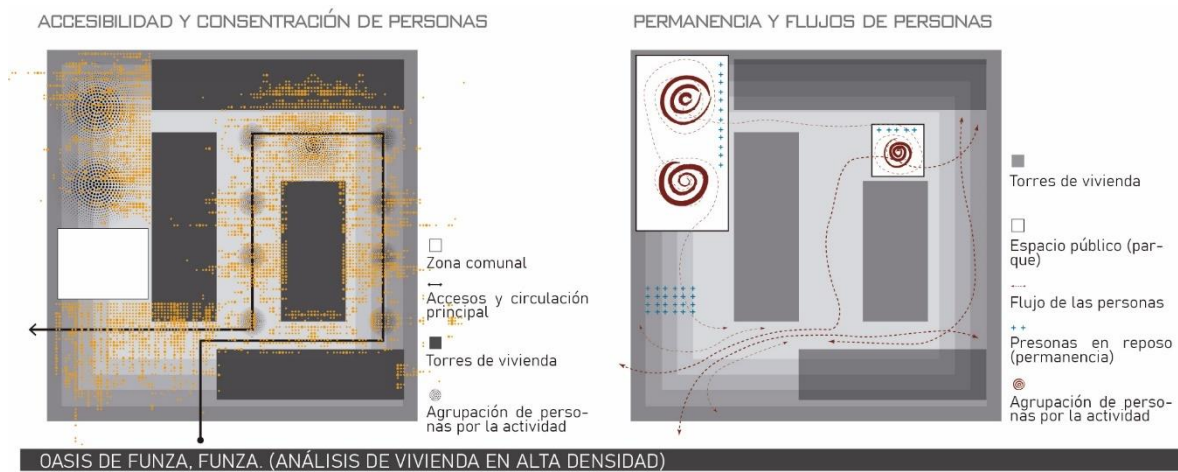 ACCESIBILIDAD Y CONSENTRACIÓN DE PERSONAS
Zona comunal
Accesos y circulación
principal
Torres de vivienda
Agrupación de perso-
nas por la actividad
PERMANENCIA Y FLUJOS DE PERSONAS
Torres de vivienda
Espacio público (par-
que)
Flujo de las personas
Presonas en reposo
(permanencia)
Agrupación de perso-
nas por la actividad
OASIS DE FUNZA, FUNZA. (ANÁLISIS DE VIVIENDA EN ALTA DENSIDAD)